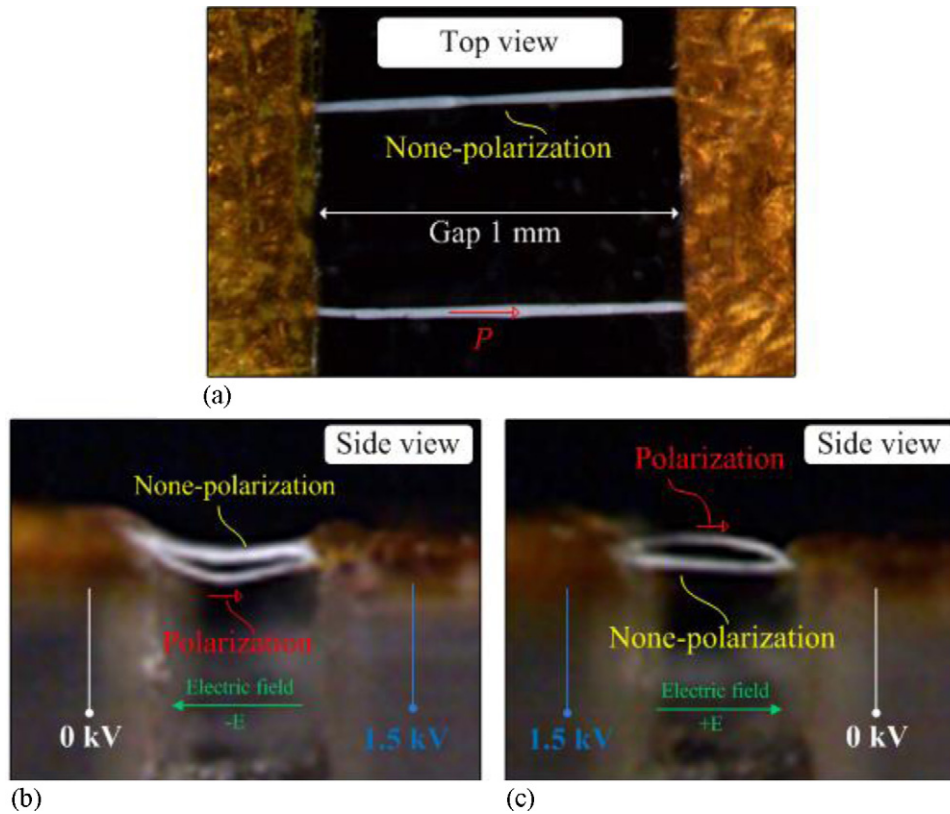 Top view
None-polarization
Gap 1 mm
P
(a)
Side view
None-polarization
Polarization
Electric field
-E
0 kV
1.5 kV
(b)
Side view
Polarization
None-polarization
Electric field
+E
1.5 kV
0 kV
(c)